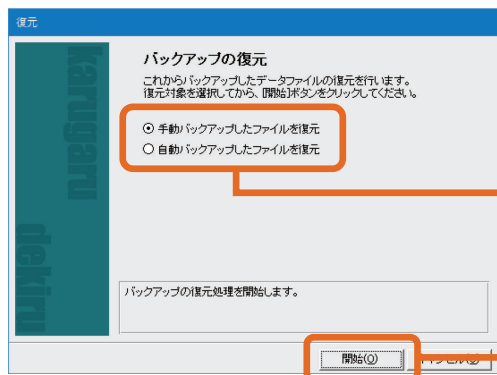 復元
バックアップの復元
これからバックアップしたデータファイルの復元を行います。
復元対象を選択してから、[開始]ボタンをクリックしてください。
手動バックアップしたファイルを復元
自動バックアップしたファイルを復元
karugaru
dekiru
バックアップの復元処理を開始します。
開始(O)